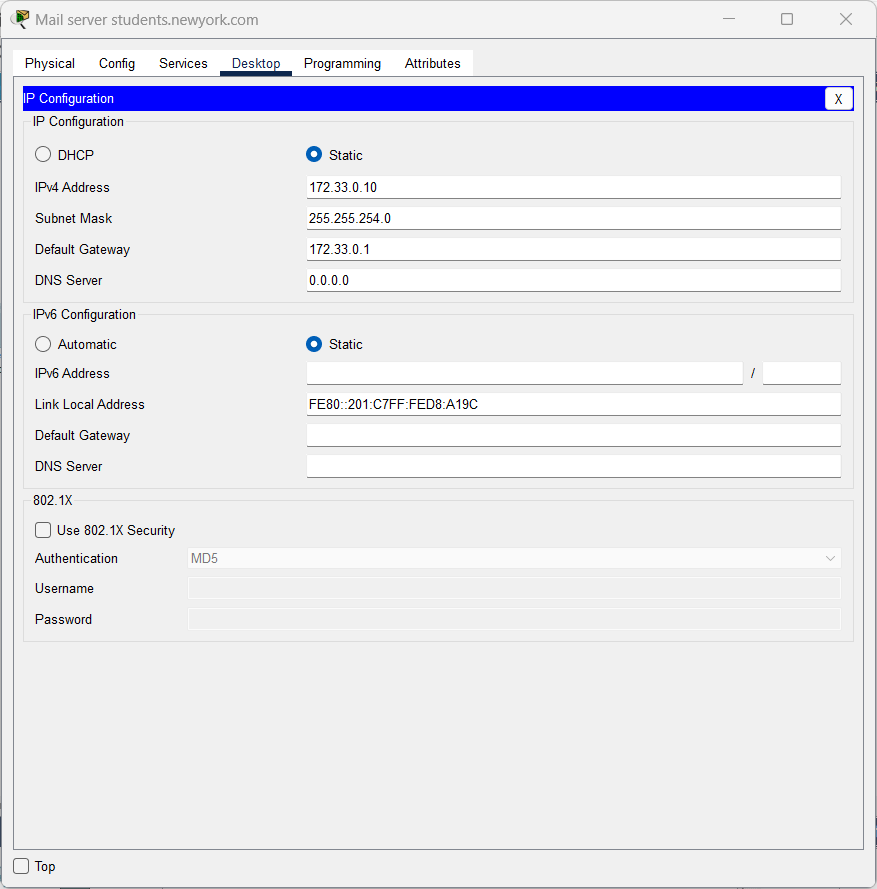 Mail server students.newyork.com
Physical Config Services Desktop Programming Attributes
IP Configuration X
IP Configuration
DHCP Static
IPv4 Address 172.33.0.10
Subnet Mask 255.255.254.0
Default Gateway 172.33.0.1
DNS Server 0.0.0.0
IPv6 Configuration
Automatic Static
IPv6 Address /
Link Local Address FE80::201:C7FF:FED8:A19C
Default Gateway
DNS Server
802.1X
Use 802.1X Security
Authentication MD5
Username
Password
Top